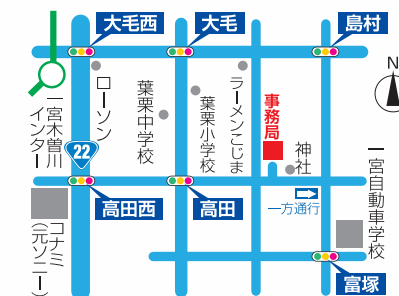 大毛西
大毛
島村
N
一宮木曽川
インター
ローソン
葉栗中学校
葉栗小学校
ラーメンこじま
事務局
神社
22
一宮自動車学校
高田西
高田
一方通行
コナミ
(元ソニー)
富塚